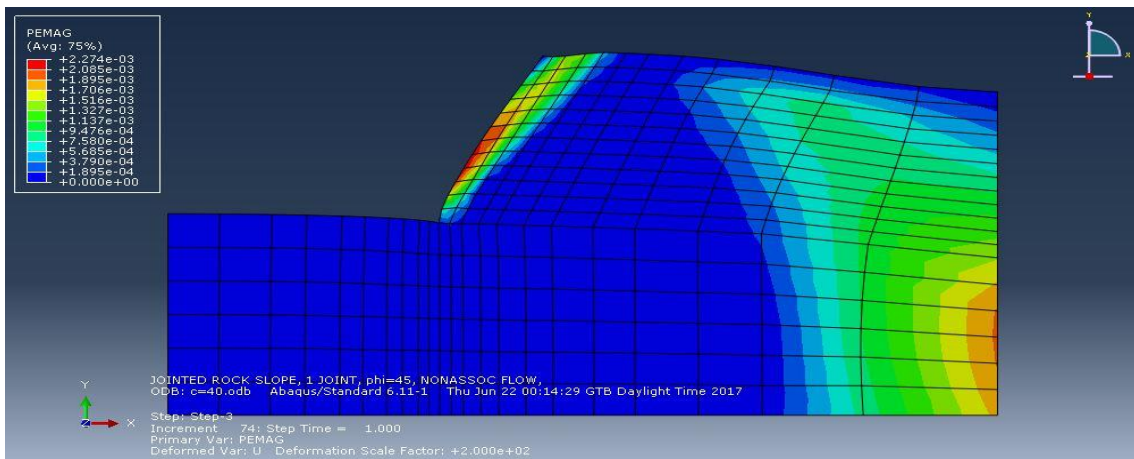 PEMAG
(Avg: 75%)
+2.274e-03
+2.085e-03
+1.895e-03
+1.706e-03
+1.516e-03
+1.327e-03
+1.137e-03
+9.476e-04
+7.580e-04
+5.685e-04
+3.790e-04
+1.895e-04
+0.000e+00
Y
X
Y
X
JOINTED ROCK SLOPE, 1 JOINT, phi=45, NONASSOC FLOW,
ODB: c=40.odb Abaqus/Standard 6.11-1 Thu Jun 22 00:14:29 GTB Daylight Time 2017
Step: Step-3
Increment 74: Step Time = 1.000
Primary Var: PEMAG
Deformed Var: U Deformation Scale Factor: +2.000e+02